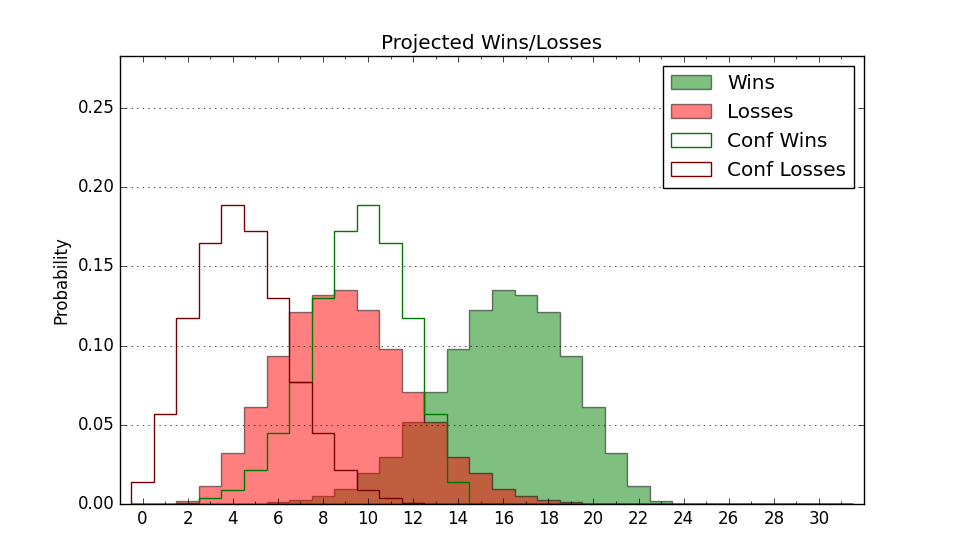 Projected Wins/Losses
Wins
Losses
Conf Wins
Conf Losses
Probability
0.25
0.20
0.15
0.10
0.05
0.00
0 2 4 6 8 10 12 14 16 18 20 22 24 26 28 30